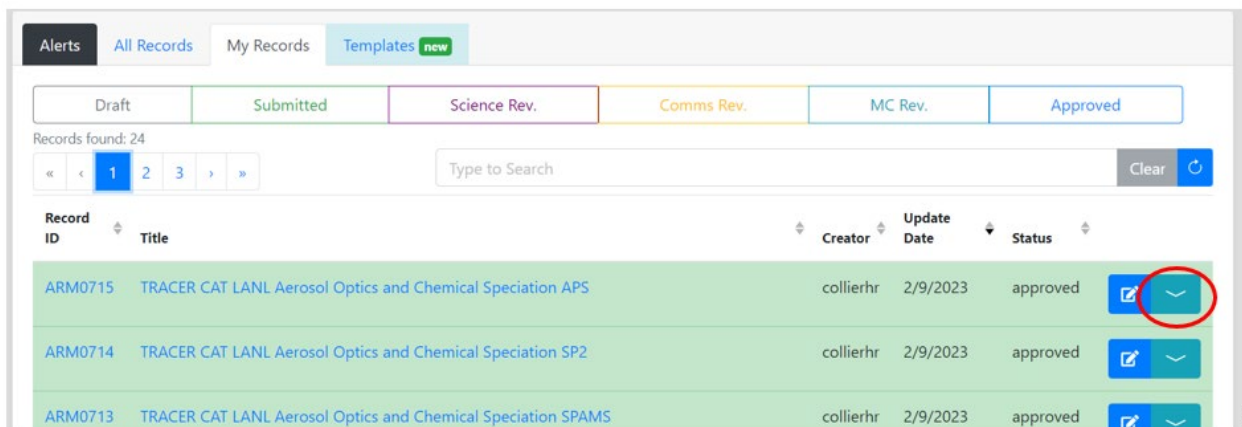 Alerts All Records My Records Templates new
Draft Submitted Science Rev. Comms Rev. MC Rev. Approved
Records found: 24
« ‹ 1 2 3 › » Type to Search Clear
Record ID Title Creator Update Date Status
ARM0715 TRACER CAT LANL Aerosol Optics and Chemical Speciation APS collierhr 2/9/2023 approved
ARM0714 TRACER CAT LANL Aerosol Optics and Chemical Speciation SP2 collierhr 2/9/2023 approved
ARM0713 TRACER CAT LANL Aerosol Optics and Chemical Speciation SPAMS collierhr 2/9/2023 approved